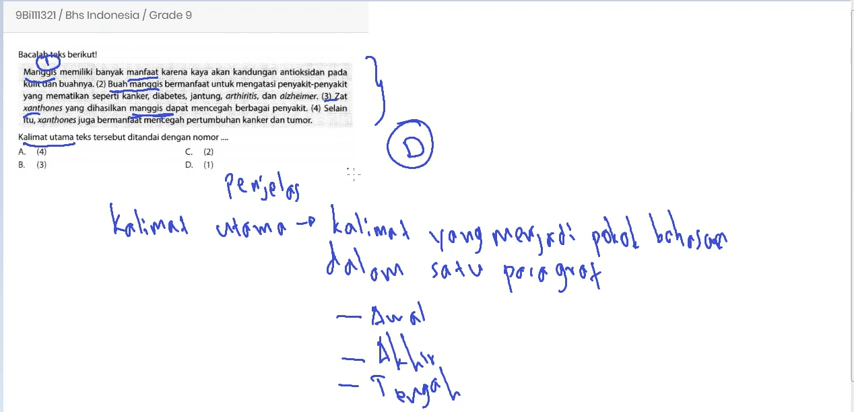 9Bi111321 / Bhs Indonesia / Grade 9
Bacalah teks berikut!
1
Manggis memiliki banyak manfaat karena kaya akan kandungan antioksidan pada
kulit dan buahnya. (2) Buah manggis bermanfaat untuk mengatasi penyakit-penyakit
yang mematikan seperti kanker, diabetes, jantung, arthiritis, dan alzheimer. (3) Zat
xanthones yang dihasilkan manggis dapat mencegah berbagai penyakit. (4) Selain
itu, xanthones juga bermanfaat mencegah pertumbuhan kanker dan tumor.
Kalimat utama teks tersebut ditandai dengan nomor ....
A. (4)
B. (3)
C. (2)
D. (1)
D
Penjelas
Kalimat utama → kalimat yang menjadi pokok bahasan
dalam satu paragraf
— Awal
— Akhir
— Tengah